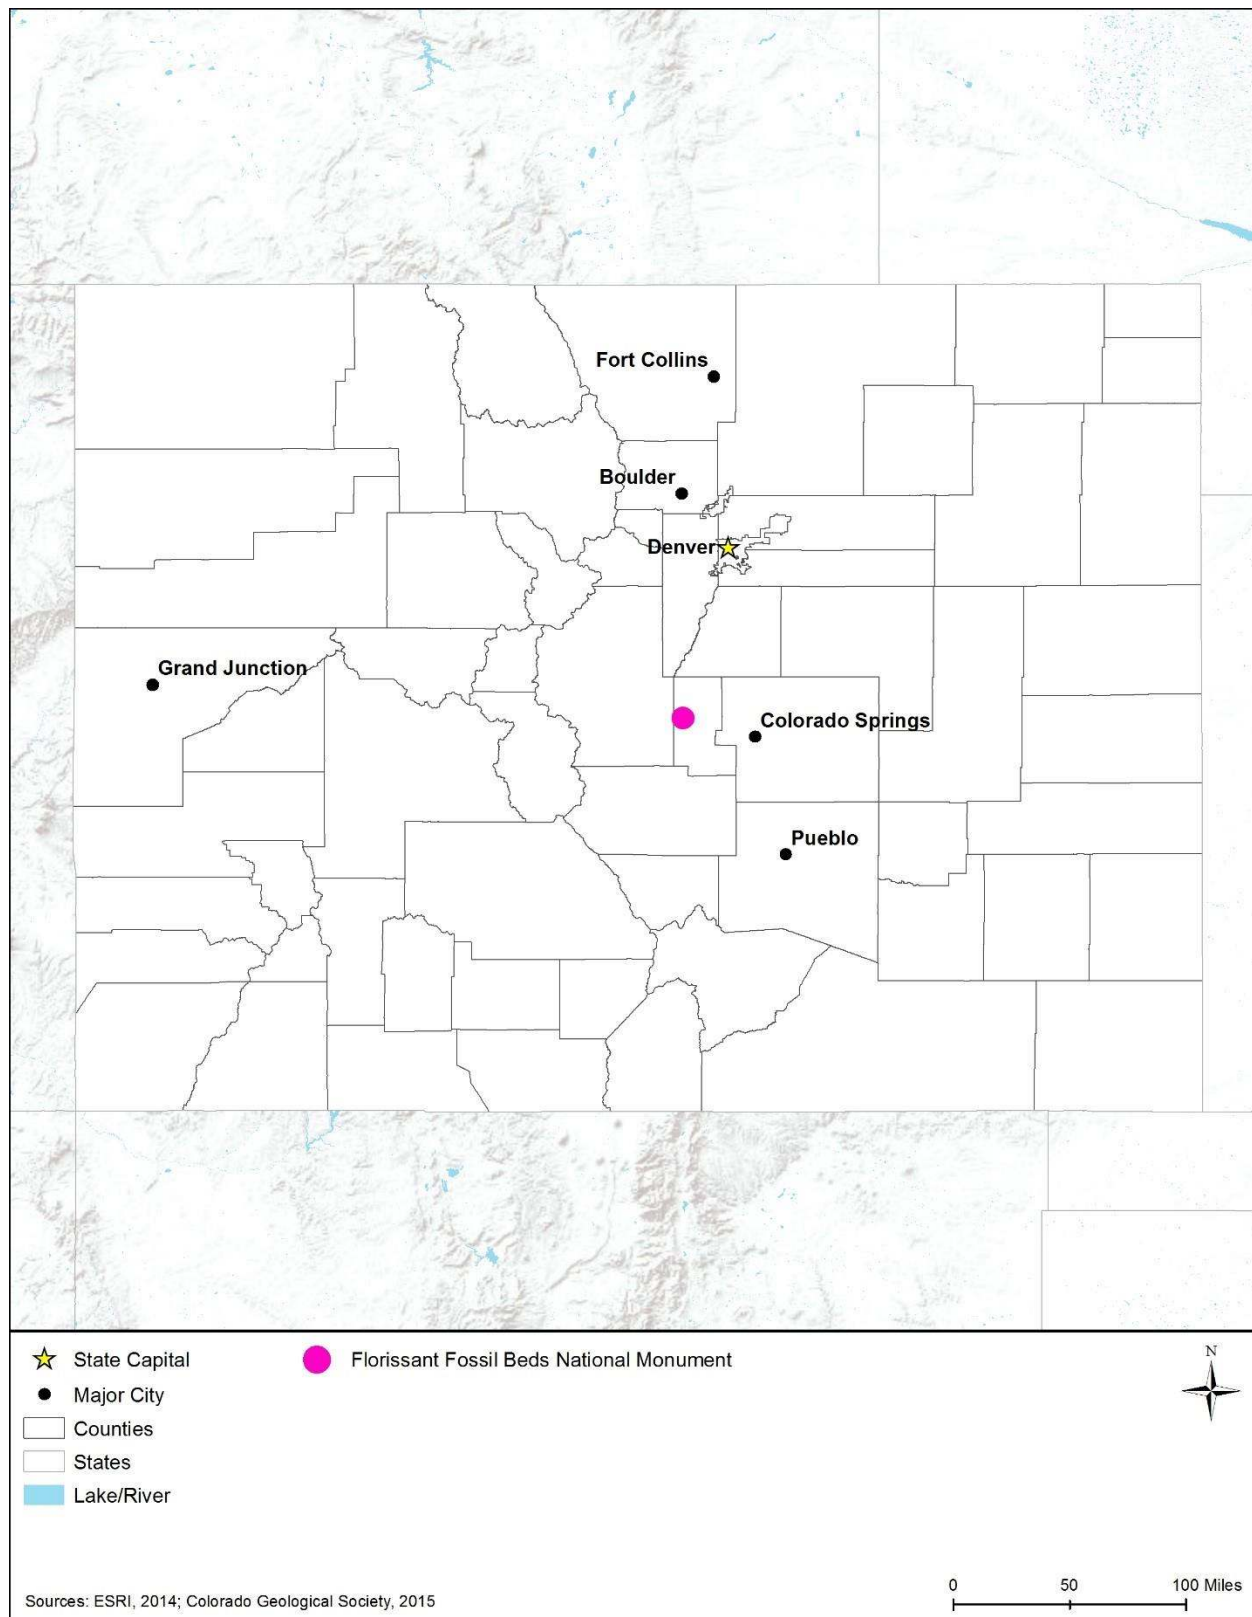 Fort Collins
Boulder
Denver
Grand Junction
Colorado Springs
Pueblo
State Capital
Florissant Fossil Beds National Monument
N
Major City
Counties
States
Lake/River
0 50 100 Miles
Sources: ESRI, 2014; Colorado Geological Society, 2015